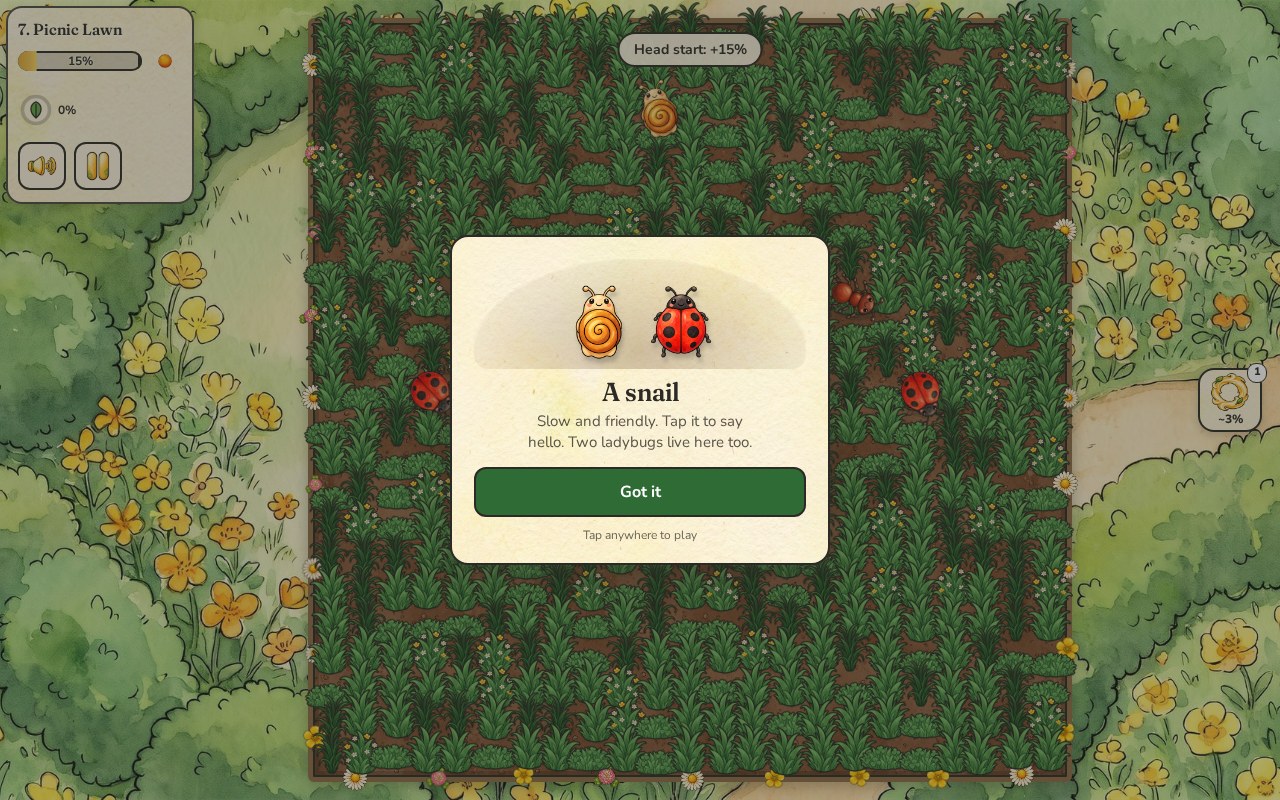 7. Picnic Lawn
15%
0%
Head start: +15%
A snail
Slow and friendly. Tap it to say
hello. Two ladybugs live here too.
Got it
Tap anywhere to play
1
~3%